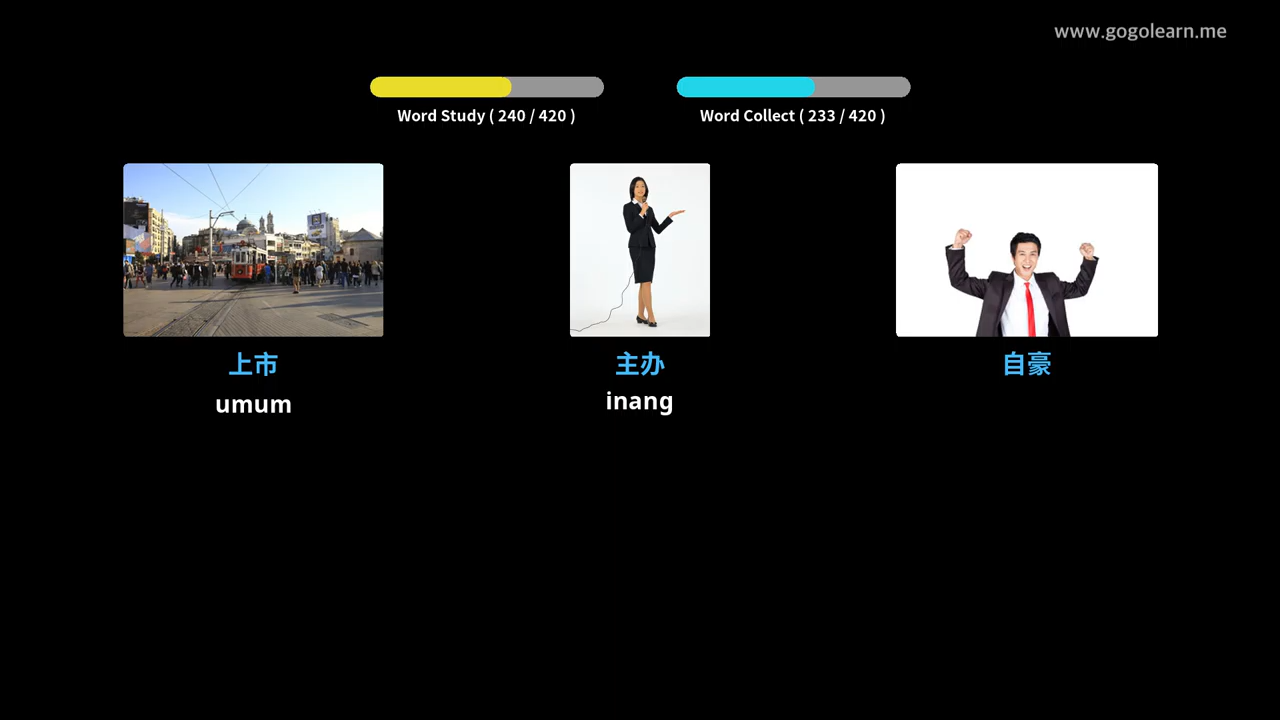 www.gogolearn.me
Word Study ( 240 / 420 )
Word Collect ( 233 / 420 )
上市
主办
自豪
umum
inang